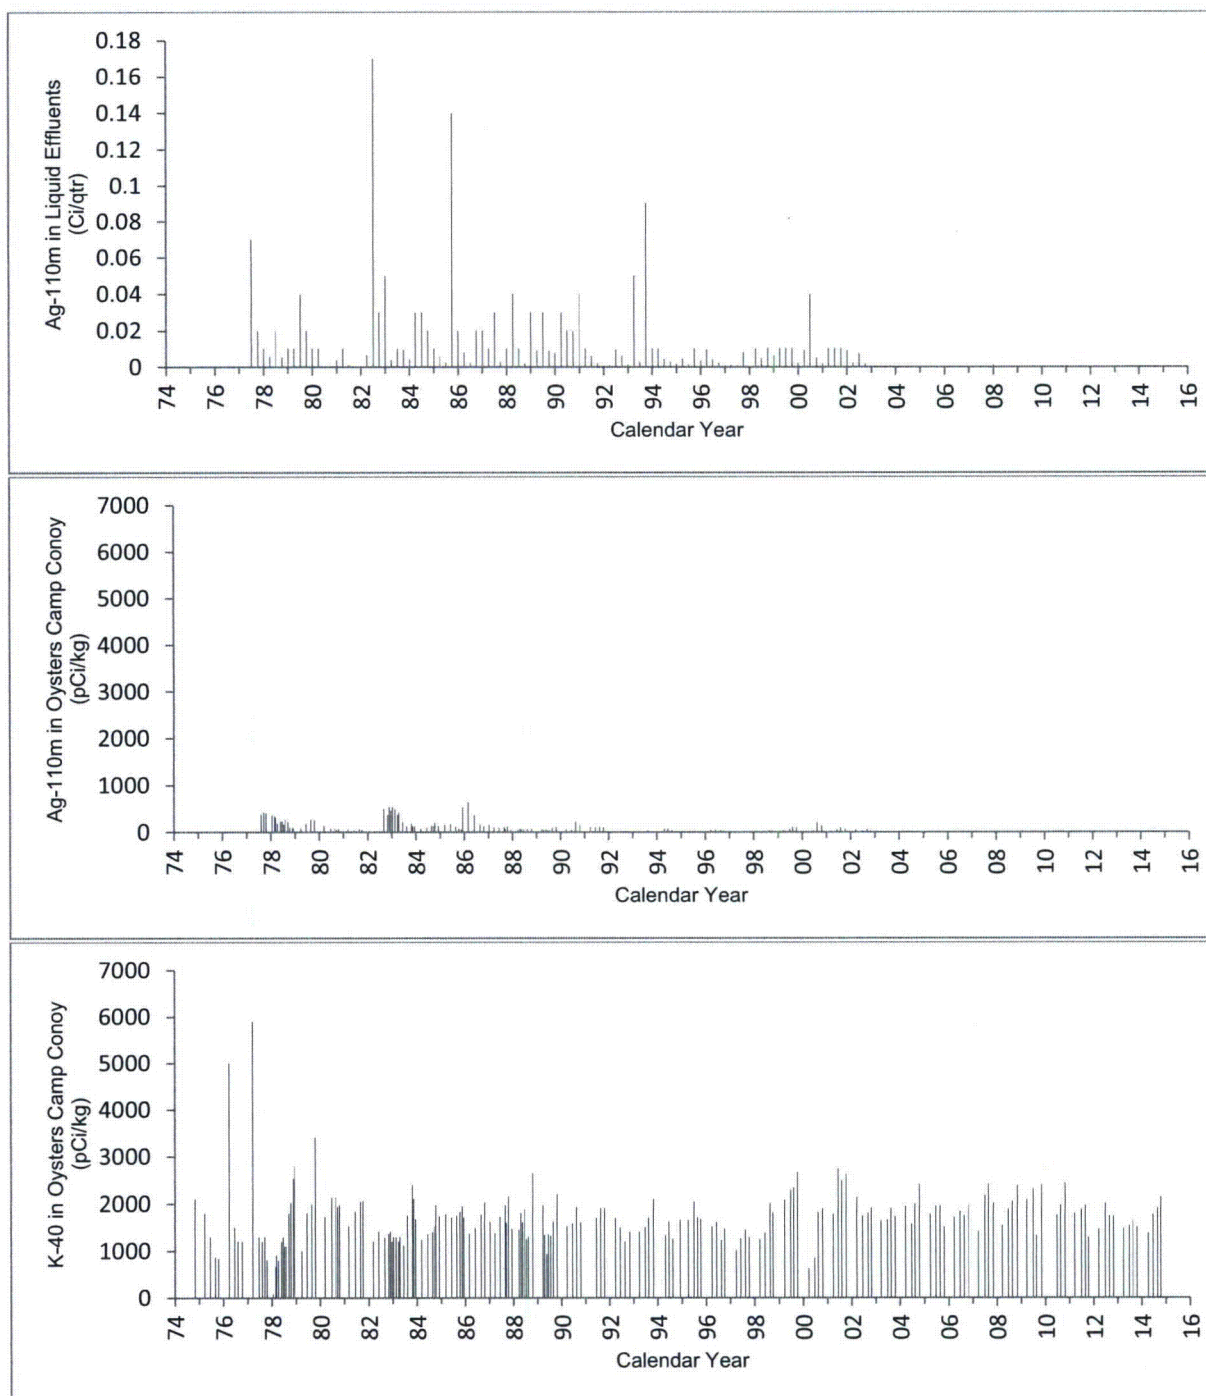 Ag-110m in Liquid Effluents
(Ci/qtr)
0.18
0.16
0.14
0.12
0.1
0.08
0.06
0.04
0.02
0
74 76 78 80 82 84 86 88 90 92 94 96 98 00 02 04 06 08 10 12 14 16
Calendar Year
Ag-110m in Oysters Camp Conoy
(pCi/kg)
7000
6000
5000
4000
3000
2000
1000
0
74 76 78 80 82 84 86 88 90 92 94 96 98 00 02 04 06 08 10 12 14 16
Calendar Year
K-40 in Oysters Camp Conoy
(pCi/kg)
7000
6000
5000
4000
3000
2000
1000
0
74 76 78 80 82 84 86 88 90 92 94 96 98 00 02 04 06 08 10 12 14 16
Calendar Year